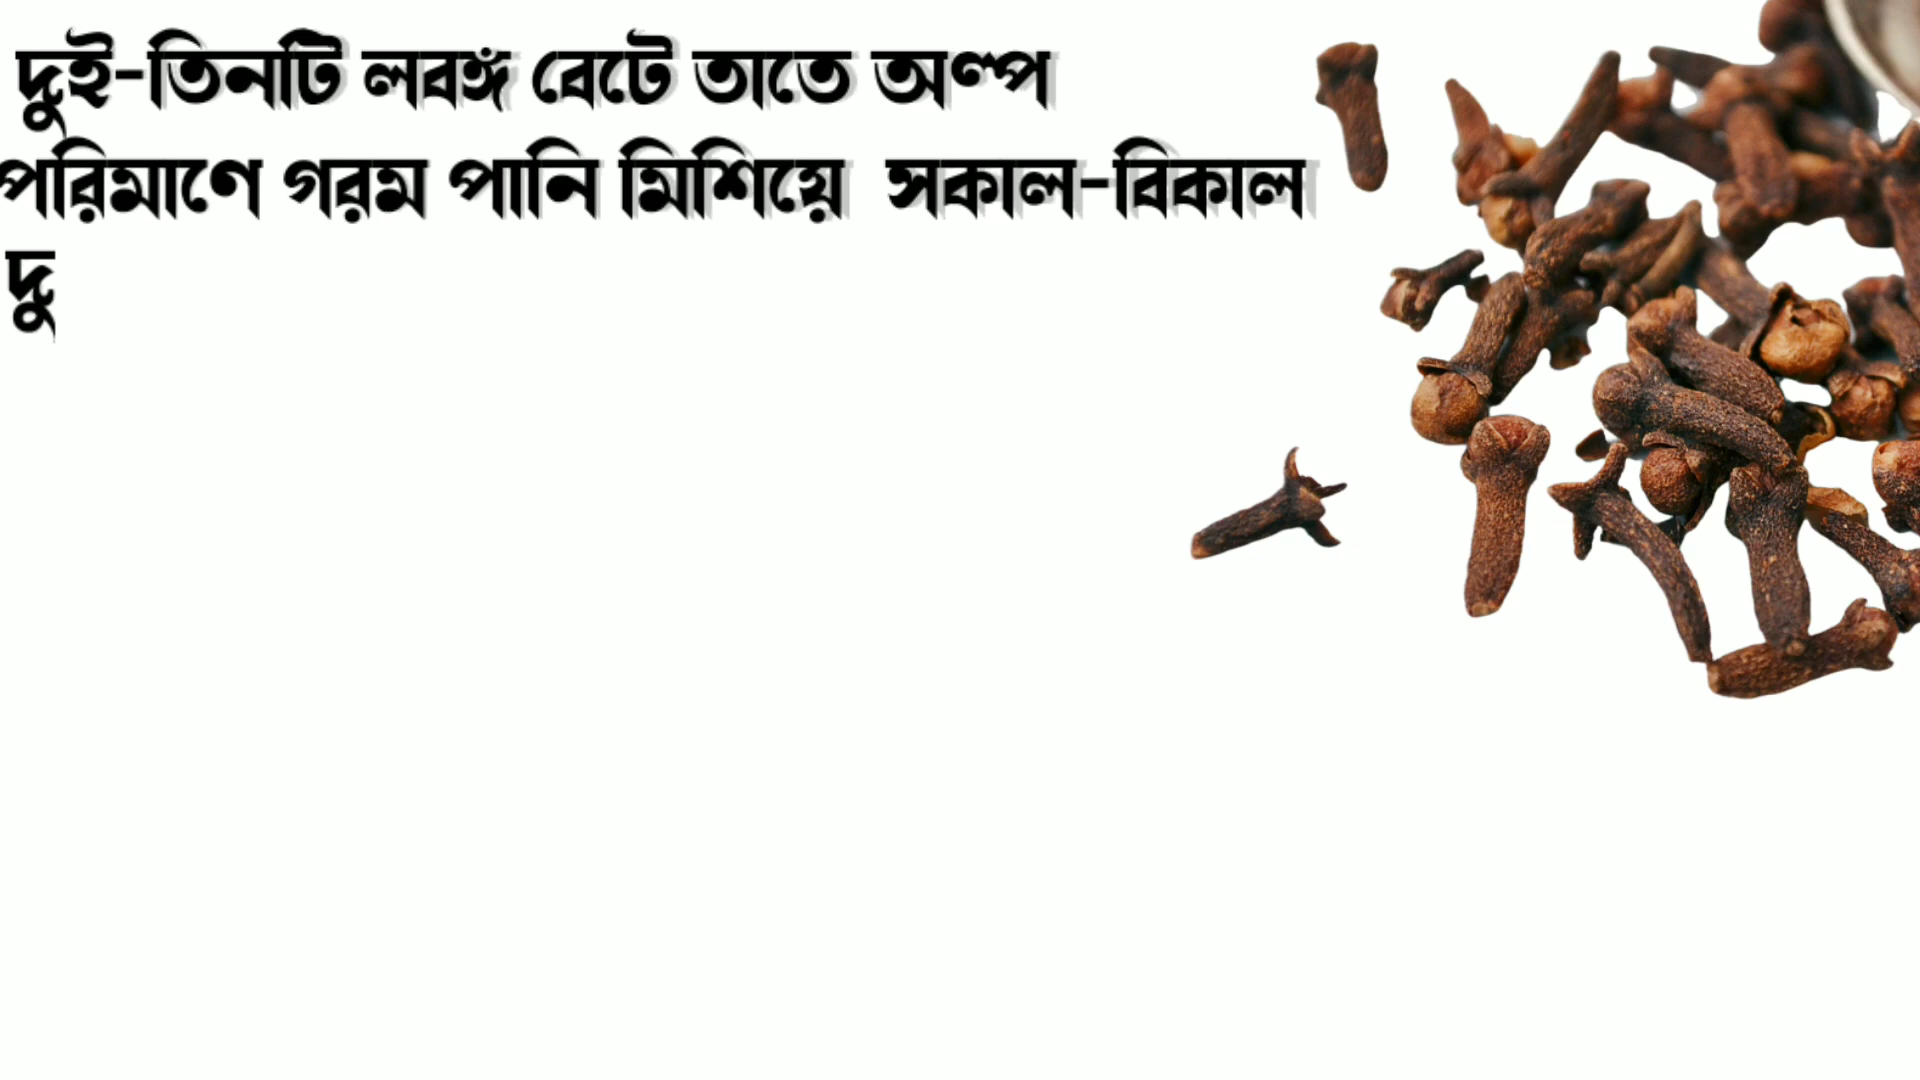 দুই-তিনটি লবঙ্গ বেটে তাতে অল্প
পরিমাণে গরম পানি মিশিয়ে সকাল-বিকাল
দু